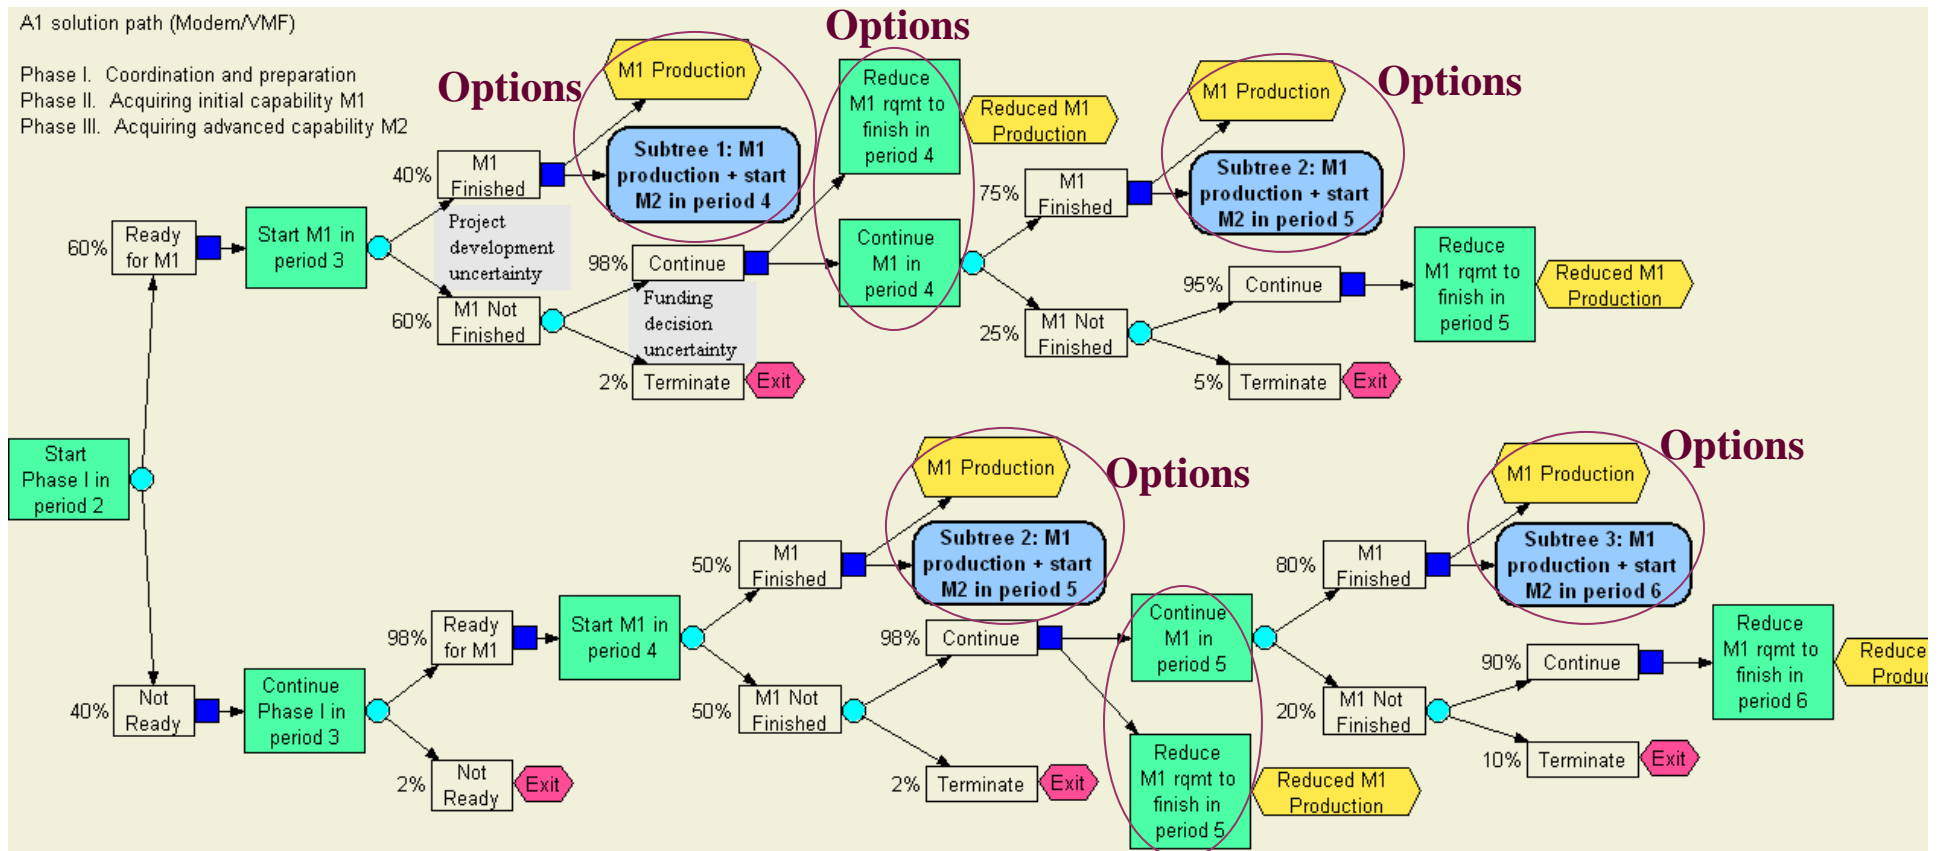 A1 solution path (Modem/VMF)
Phase I. Coordination and preparation
Phase II. Acquiring initial capability M1
Phase III. Acquiring advanced capability M2
Options
M1 Production
Subtree 1: M1
production + start
M2 in period 4
Options
Reduce
M1 rqmt to
finish in
period 4
Reduced M1
Production
Options
M1 Production
Subtree 2: M1
production + start
M2 in period 5
40%
M1
Finished
60%
Ready
for M1
Start M1 in
period 3
Project
development
uncertainty
98%
Continue
Continue
M1 in
period 4
75%
M1
Finished
Reduce
M1 rqmt to
finish in
period 5
Reduced M1
Production
95%
Continue
60%
M1 Not
Finished
Funding
decision
uncertainty
25%
M1 Not
Finished
2%
Terminate
Exit
5%
Terminate
Exit
Start
Phase I in
period 2
M1 Production
Options
Subtree 2: M1
production + start
M2 in period 5
M1 Production
Options
Subtree 3: M1
production + start
M2 in period 6
50%
M1
Finished
80%
M1
Finished
98%
Ready
for M1
Start M1 in
period 4
98%
Continue
Continue
M1 in
period 5
90%
Continue
Reduce
M1 rqmt to
finish in
period 6
Reduce
Produc
40%
Not
Ready
Continue
Phase I in
period 3
50%
M1 Not
Finished
20%
M1 Not
Finished
2%
Not
Ready
Exit
2%
Terminate
Exit
Reduce
M1 rqmt to
finish in
period 5
Reduced M1
Production
10%
Terminate
Exit